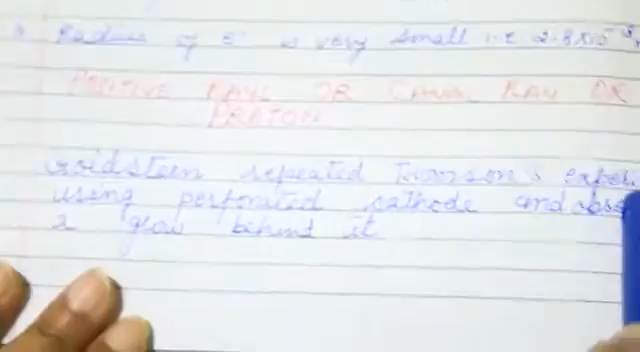 Radius of e⁻ is very small i.e 2.8x10
POSITIVE RAYS OR CANAL RAY OR
PROTON
Goldstein repeated Thomson's
using perforated cathode and
a glow behind it